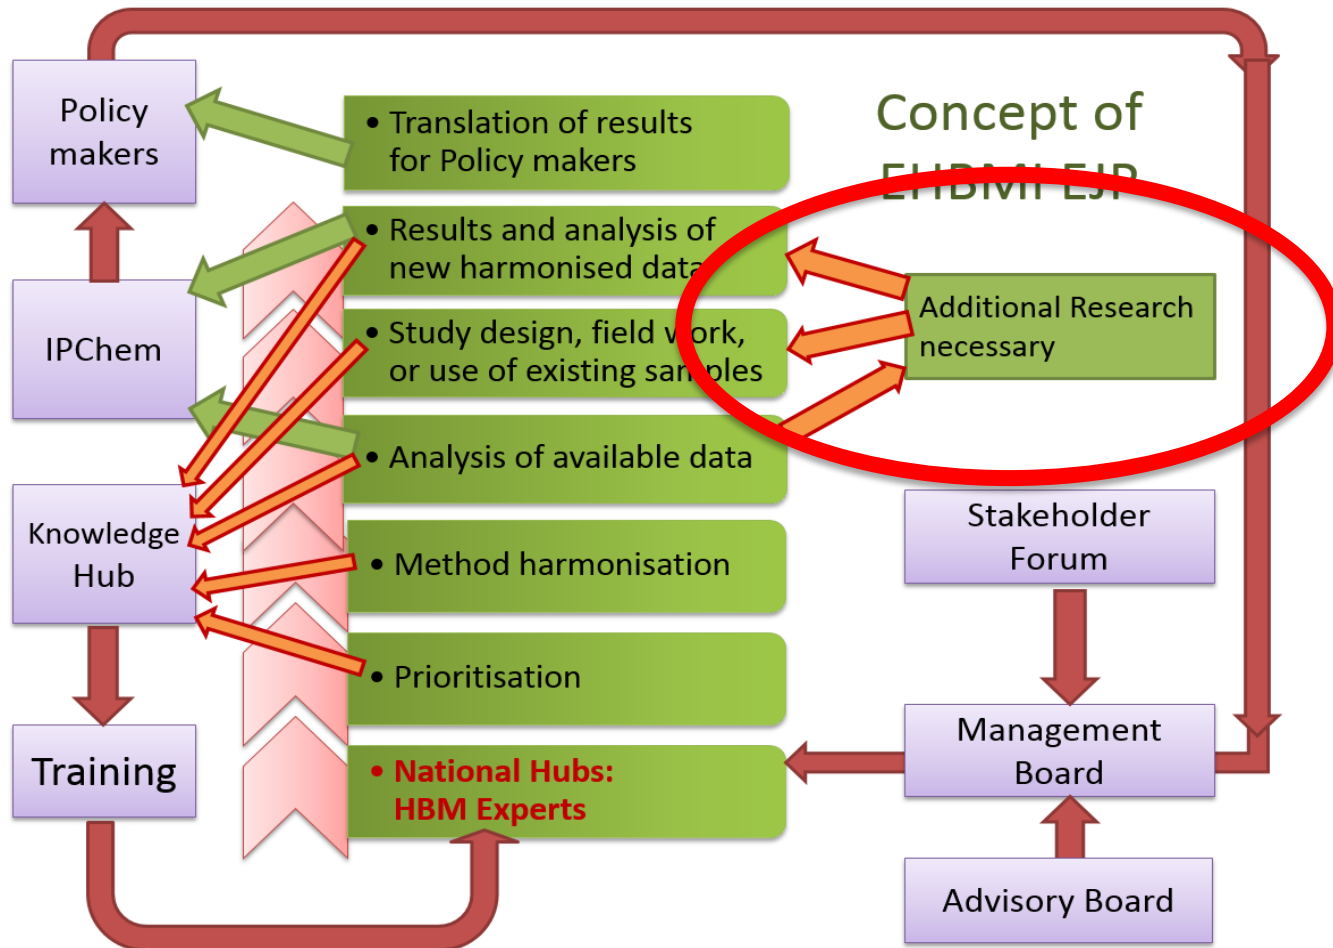 Concept of
EHBMI EJP
Policy
makers
• Translation of results
for Policy makers
• Results and analysis of
new harmonised data
Additional Research
necessary
IPChem
• Study design, field work,
or use of existing samples
• Analysis of available data
Knowledge
Hub
Stakeholder
Forum
• Method harmonisation
• Prioritisation
Training
• National Hubs:
HBM Experts
Management
Board
Advisory Board